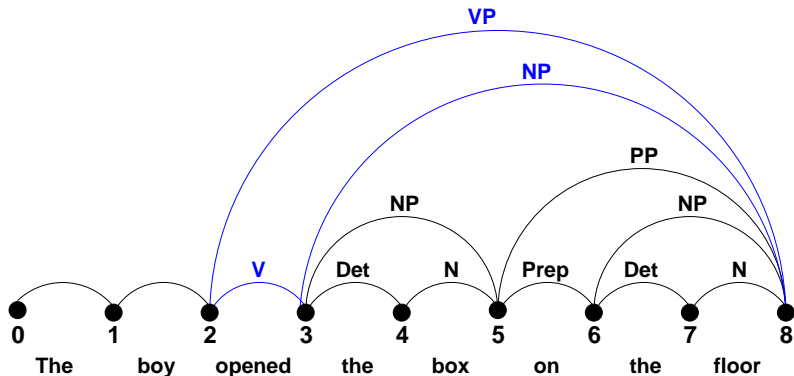 VP
NP
PP
NP NP
V Det N Prep Det N
0 1 2 3 4 5 6 7 8
The boy opened the box on the floor